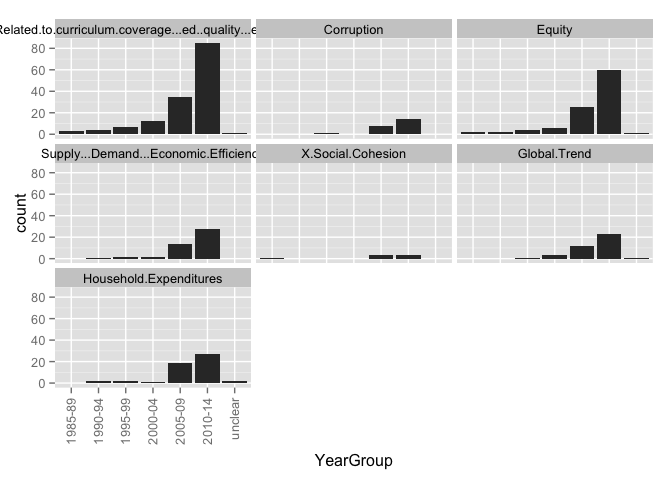 Related.to.curriculum.coverage...ed..quality...e
Corruption
Equity
80
60
40
20
0
Supply...Demand...Economic.Efficienc
X.Social.Cohesion
Global.Trend
80
60
40
20
0
count
Household.Expenditures
80
60
40
20
0
1985-89
1990-94
1995-99
2000-04
2005-09
2010-14
unclear
YearGroup